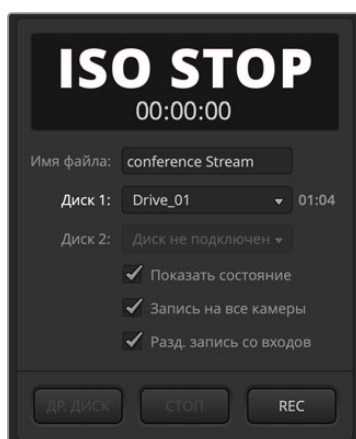 ISO STOP
00:00:00
Имя файла: conference Stream
Диск 1: Drive_01 01:04
Диск 2: Диск не подключен
Показать состояние
Запись на все камеры
Разд. запись со входов
ДР. ДИСК СТОП REC